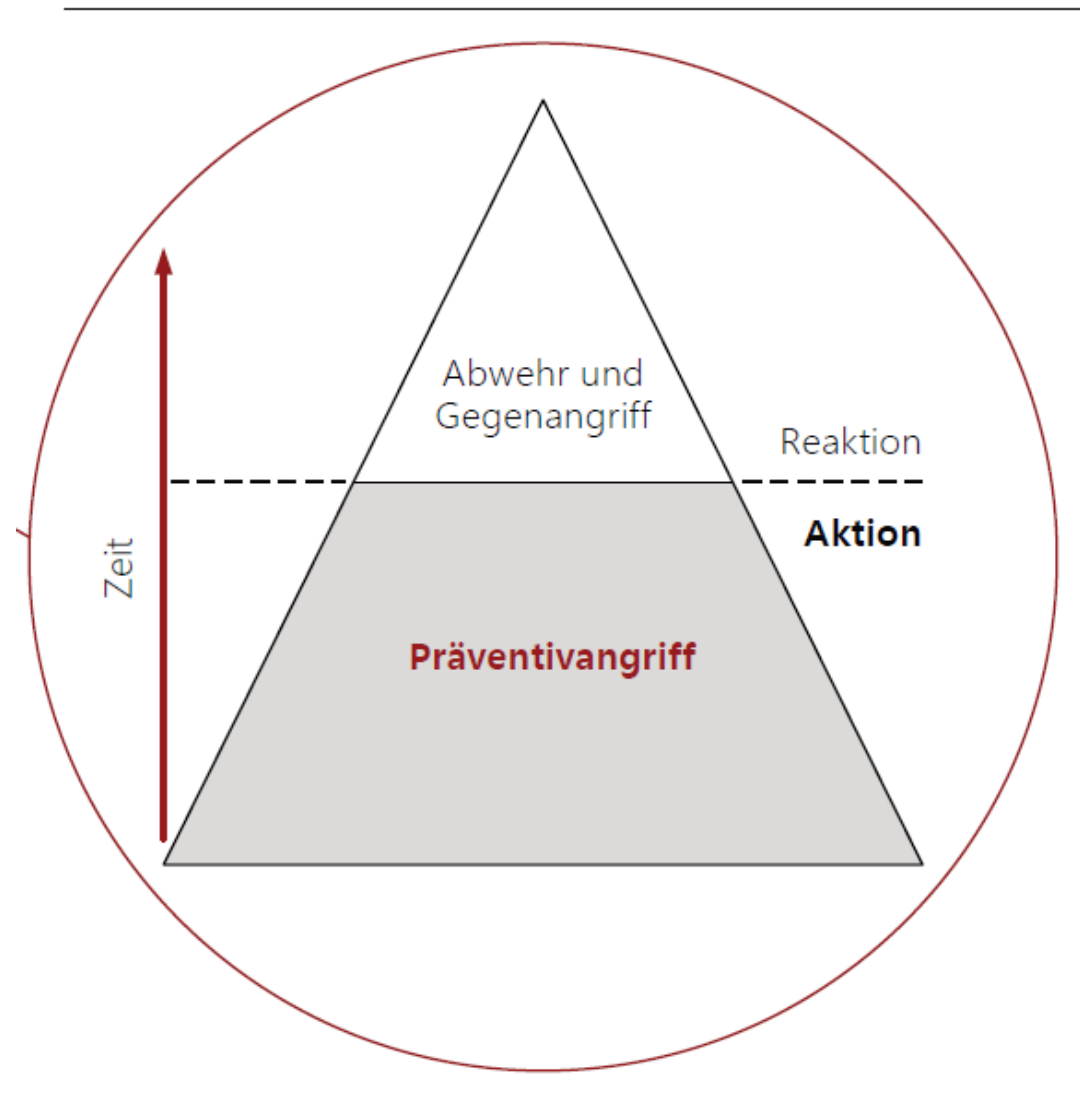 Abwehr und
Gegenangriff
Reaktion
Aktion
Zeit
Präventivangriff